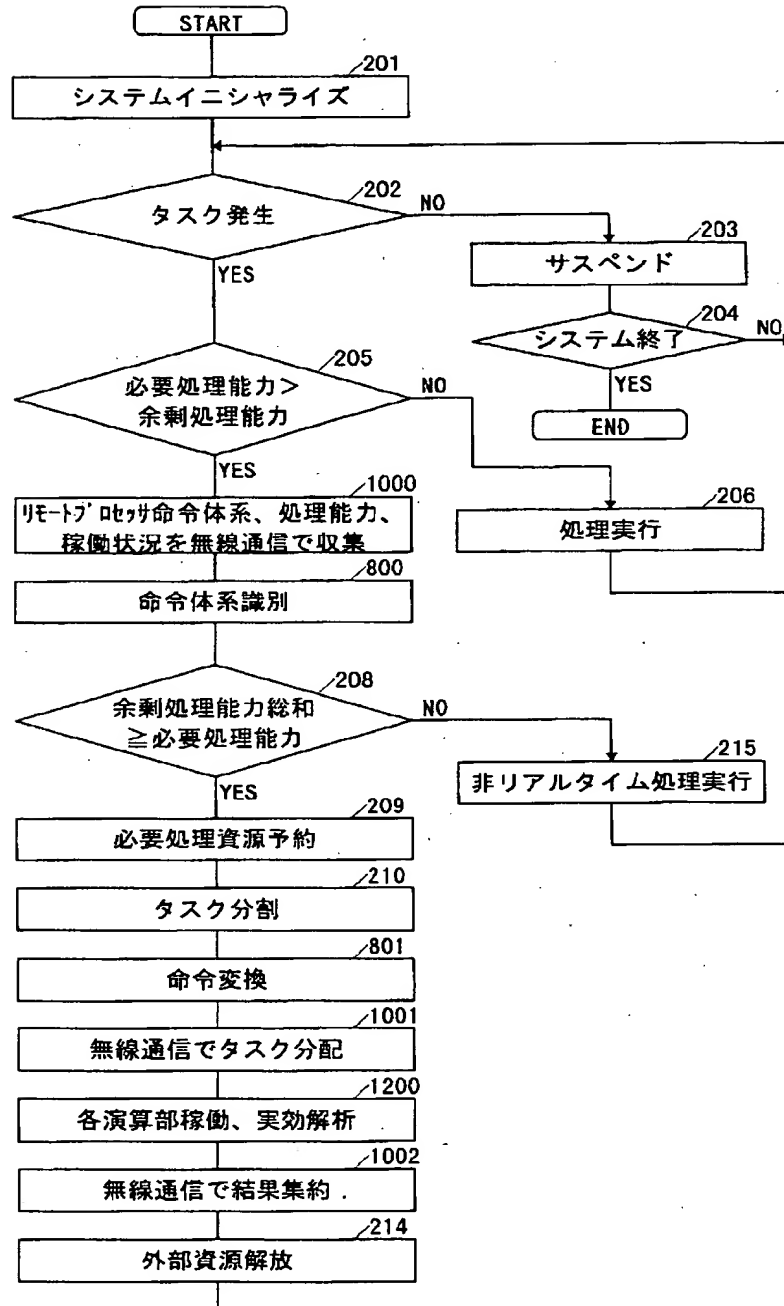 START
201
システムイニシャライズ
202
タスク発生
NO
YES
203
サスペンド
204
システム終了
NO
YES
END
205
必要処理能力>
余剰処理能力
NO
YES
206
処理実行
1000
リモートプロセッサ命令体系、処理能力、
稼働状況を無線通信で収集
800
命令体系識別
208
余剰処理能力総和
≧必要処理能力
NO
YES
215
非リアルタイム処理実行
209
必要処理資源予約
210
タスク分割
801
命令変換
1001
無線通信でタスク分配
1200
各演算部稼働、実効解析
1002
無線通信で結果集約
214
外部資源解放